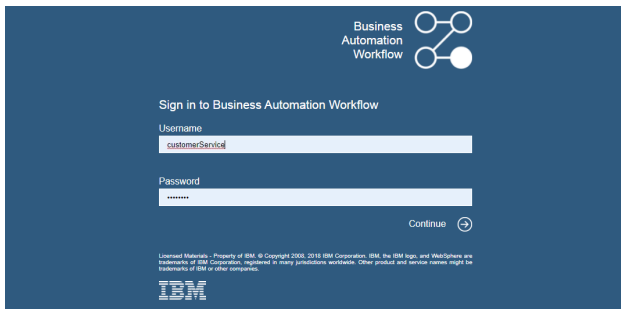 Business
Automation
Workflow
Sign in to Business Automation Workflow
Username
customerService
Password
••••••••
Continue
Licensed Materials - Property of IBM. © Copyright 2008, 2018 IBM Corporation. IBM, the IBM logo, and WebSphere are
trademarks of IBM Corporation, registered in many jurisdictions worldwide. Other product and service names might be
trademarks of IBM or other companies.
IBM